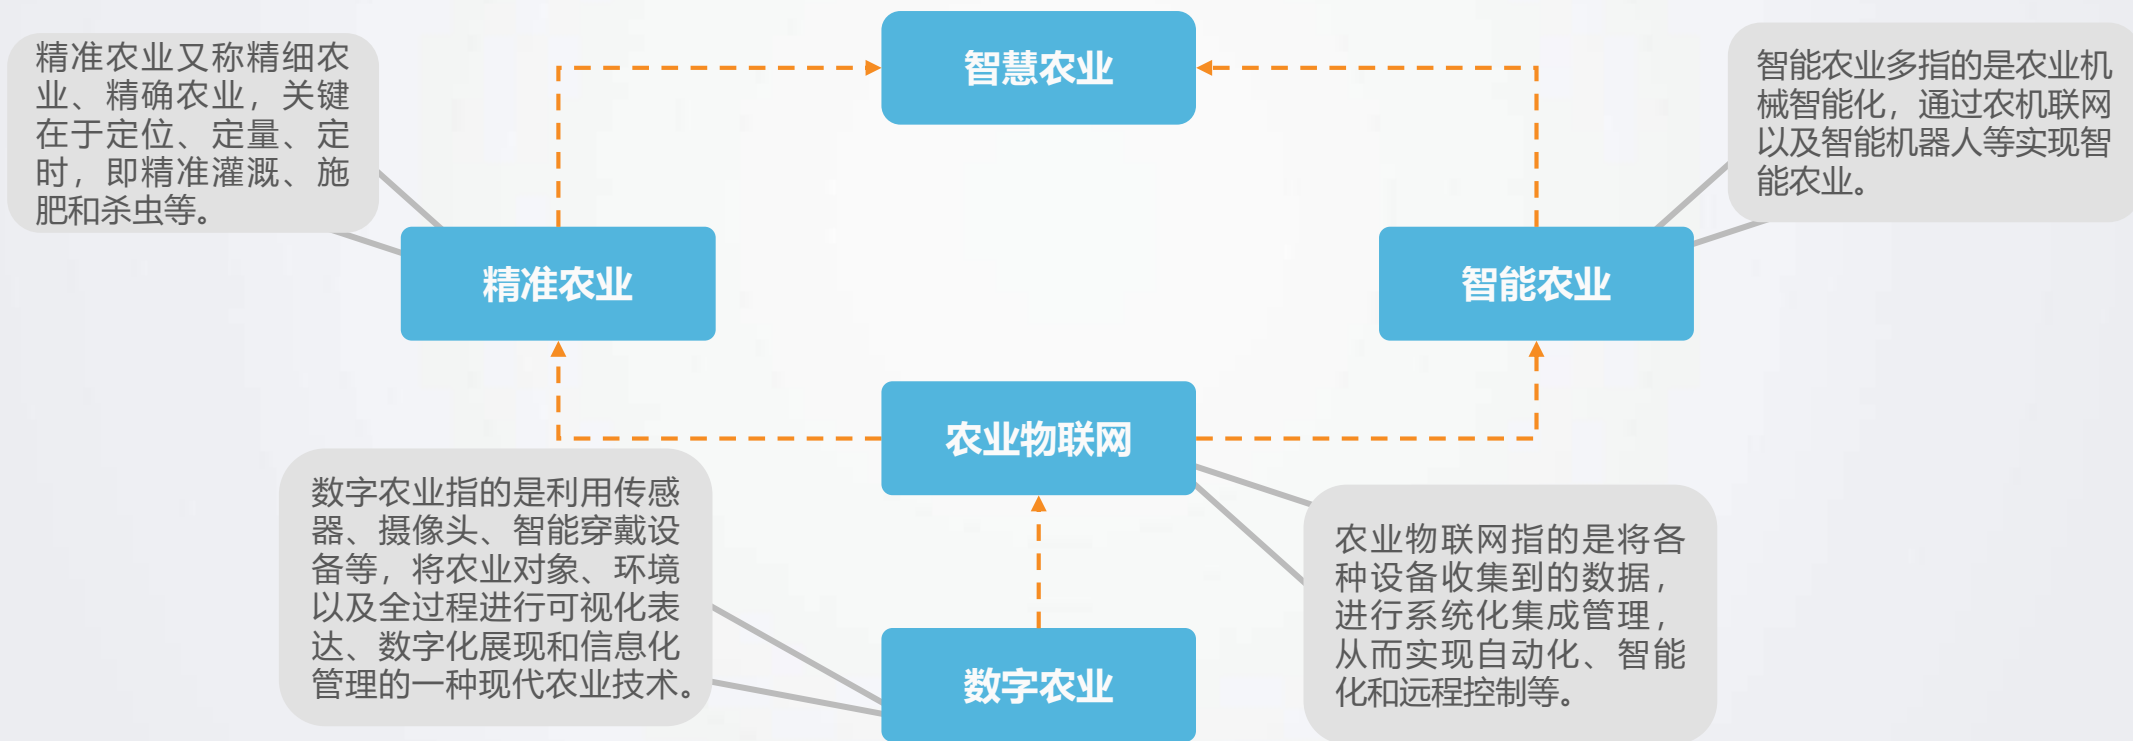 智慧农业
精准农业又称精细农
业、精确农业，关键
在于定位、定量、定
时，即精准灌溉、施
肥和杀虫等。
智能农业多指的是农业机
械智能化，通过农机联网
以及智能机器人等实现智
能农业。
精准农业
智能农业
农业物联网
数字农业指的是利用传感
器、摄像头、智能穿戴设
备等，将农业对象、环境
以及全过程进行可视化表
达、数字化展现和信息化
管理的一种现代农业技术。
农业物联网指的是将各
种设备收集到的数据，
进行系统化集成管理，
从而实现自动化、智能
化和远程控制等。
数字农业